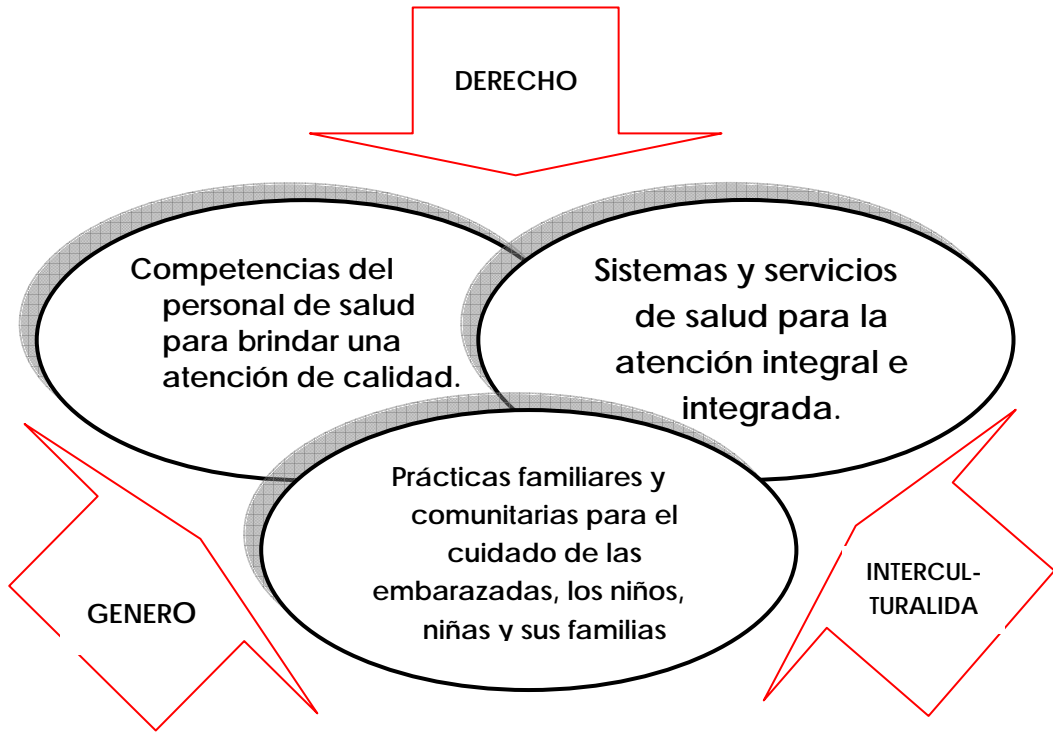 DERECHO
Competencias del
personal de salud
para brindar una
atención de calidad.
Sistemas y servicios
de salud para la
atención integral e
integrada.
Prácticas familiares y
comunitarias para el
cuidado de las
embarazadas, los niños,
niñas y sus familias
GENERO
INTERCUL-
TURALIDA